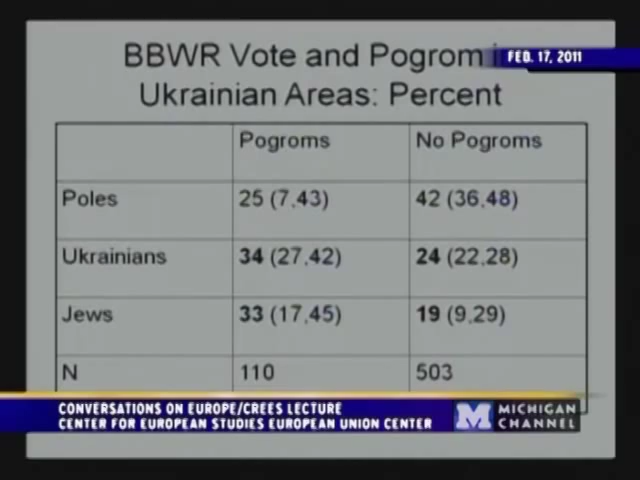 BBWR Vote and Pogrom
FEB. 17, 2011
Ukrainian Areas: Percent
Pogroms No Pogroms
Poles 25 (7,43) 42 (36,48)
Ukrainians 34 (27,42) 24 (22,28)
Jews 33 (17,45) 19 (9,29)
N 110 503
CONVERSATIONS ON EUROPE/CREES LECTURE
CENTER FOR EUROPEAN STUDIES EUROPEAN UNION CENTER
M MICHIGAN
CHANNEL